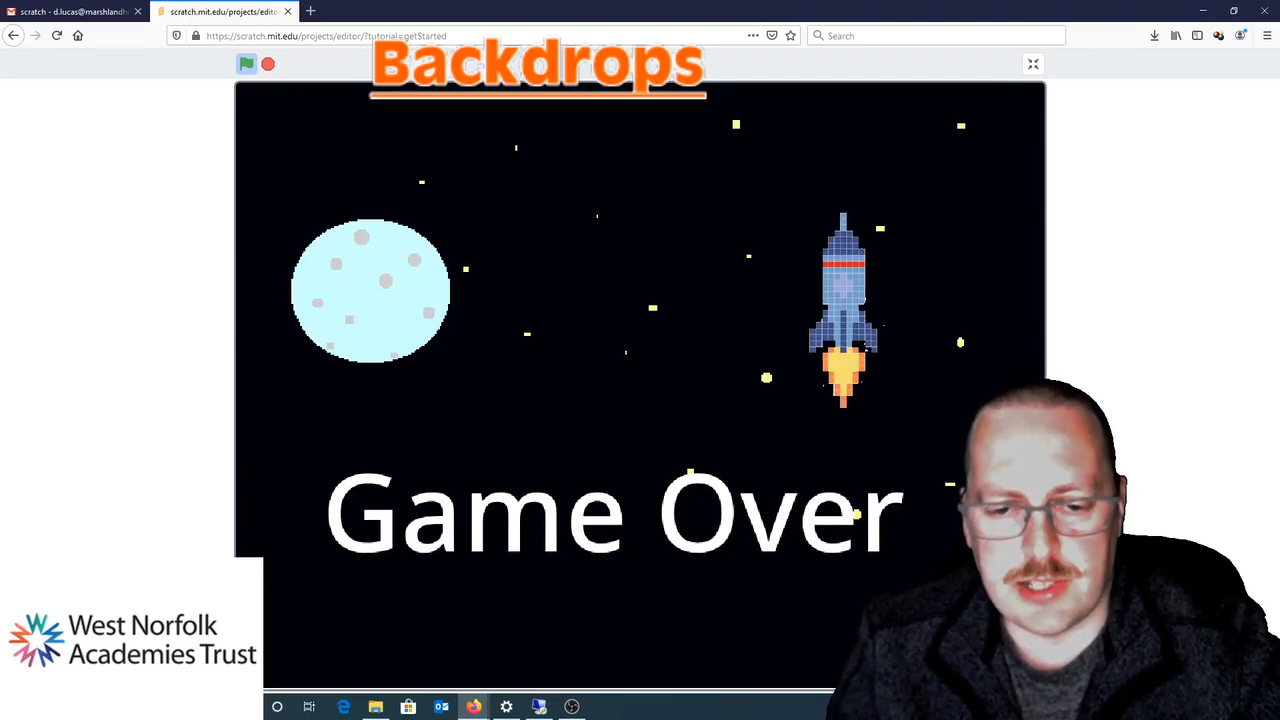 scratch - d.lucas@marshlandh
scratch.mit.edu/projects/editor
https://scratch.mit.edu/projects/editor/?tutorial=getStarted
Search
Backdrops
Game Over
West Norfolk
Academies Trust